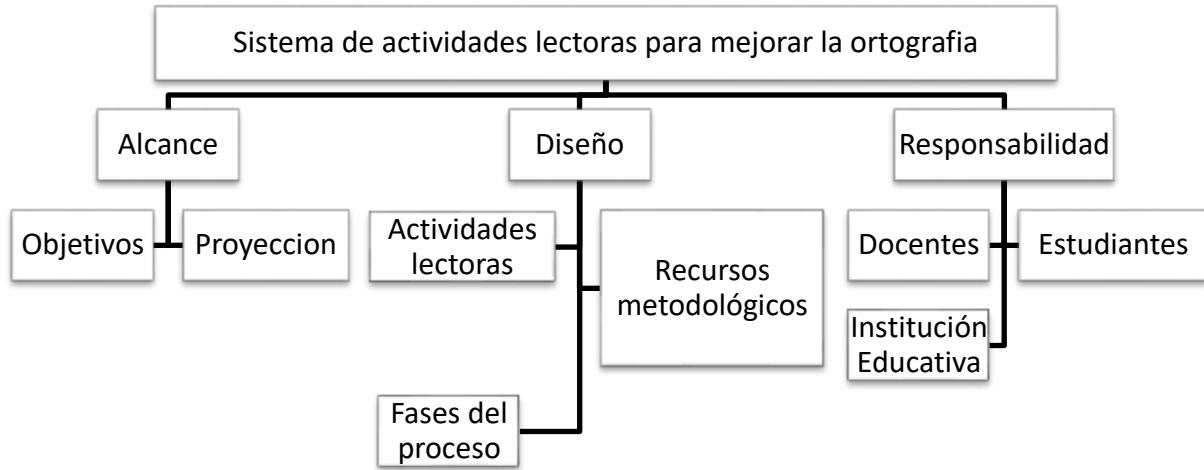 Sistema de actividades lectoras para mejorar la ortografia
Alcance
Diseño
Responsabilidad
Objetivos
Proyeccion
Actividades
lectoras
Recursos
metodológicos
Docentes
Estudiantes
Institución
Educativa
Fases del
proceso